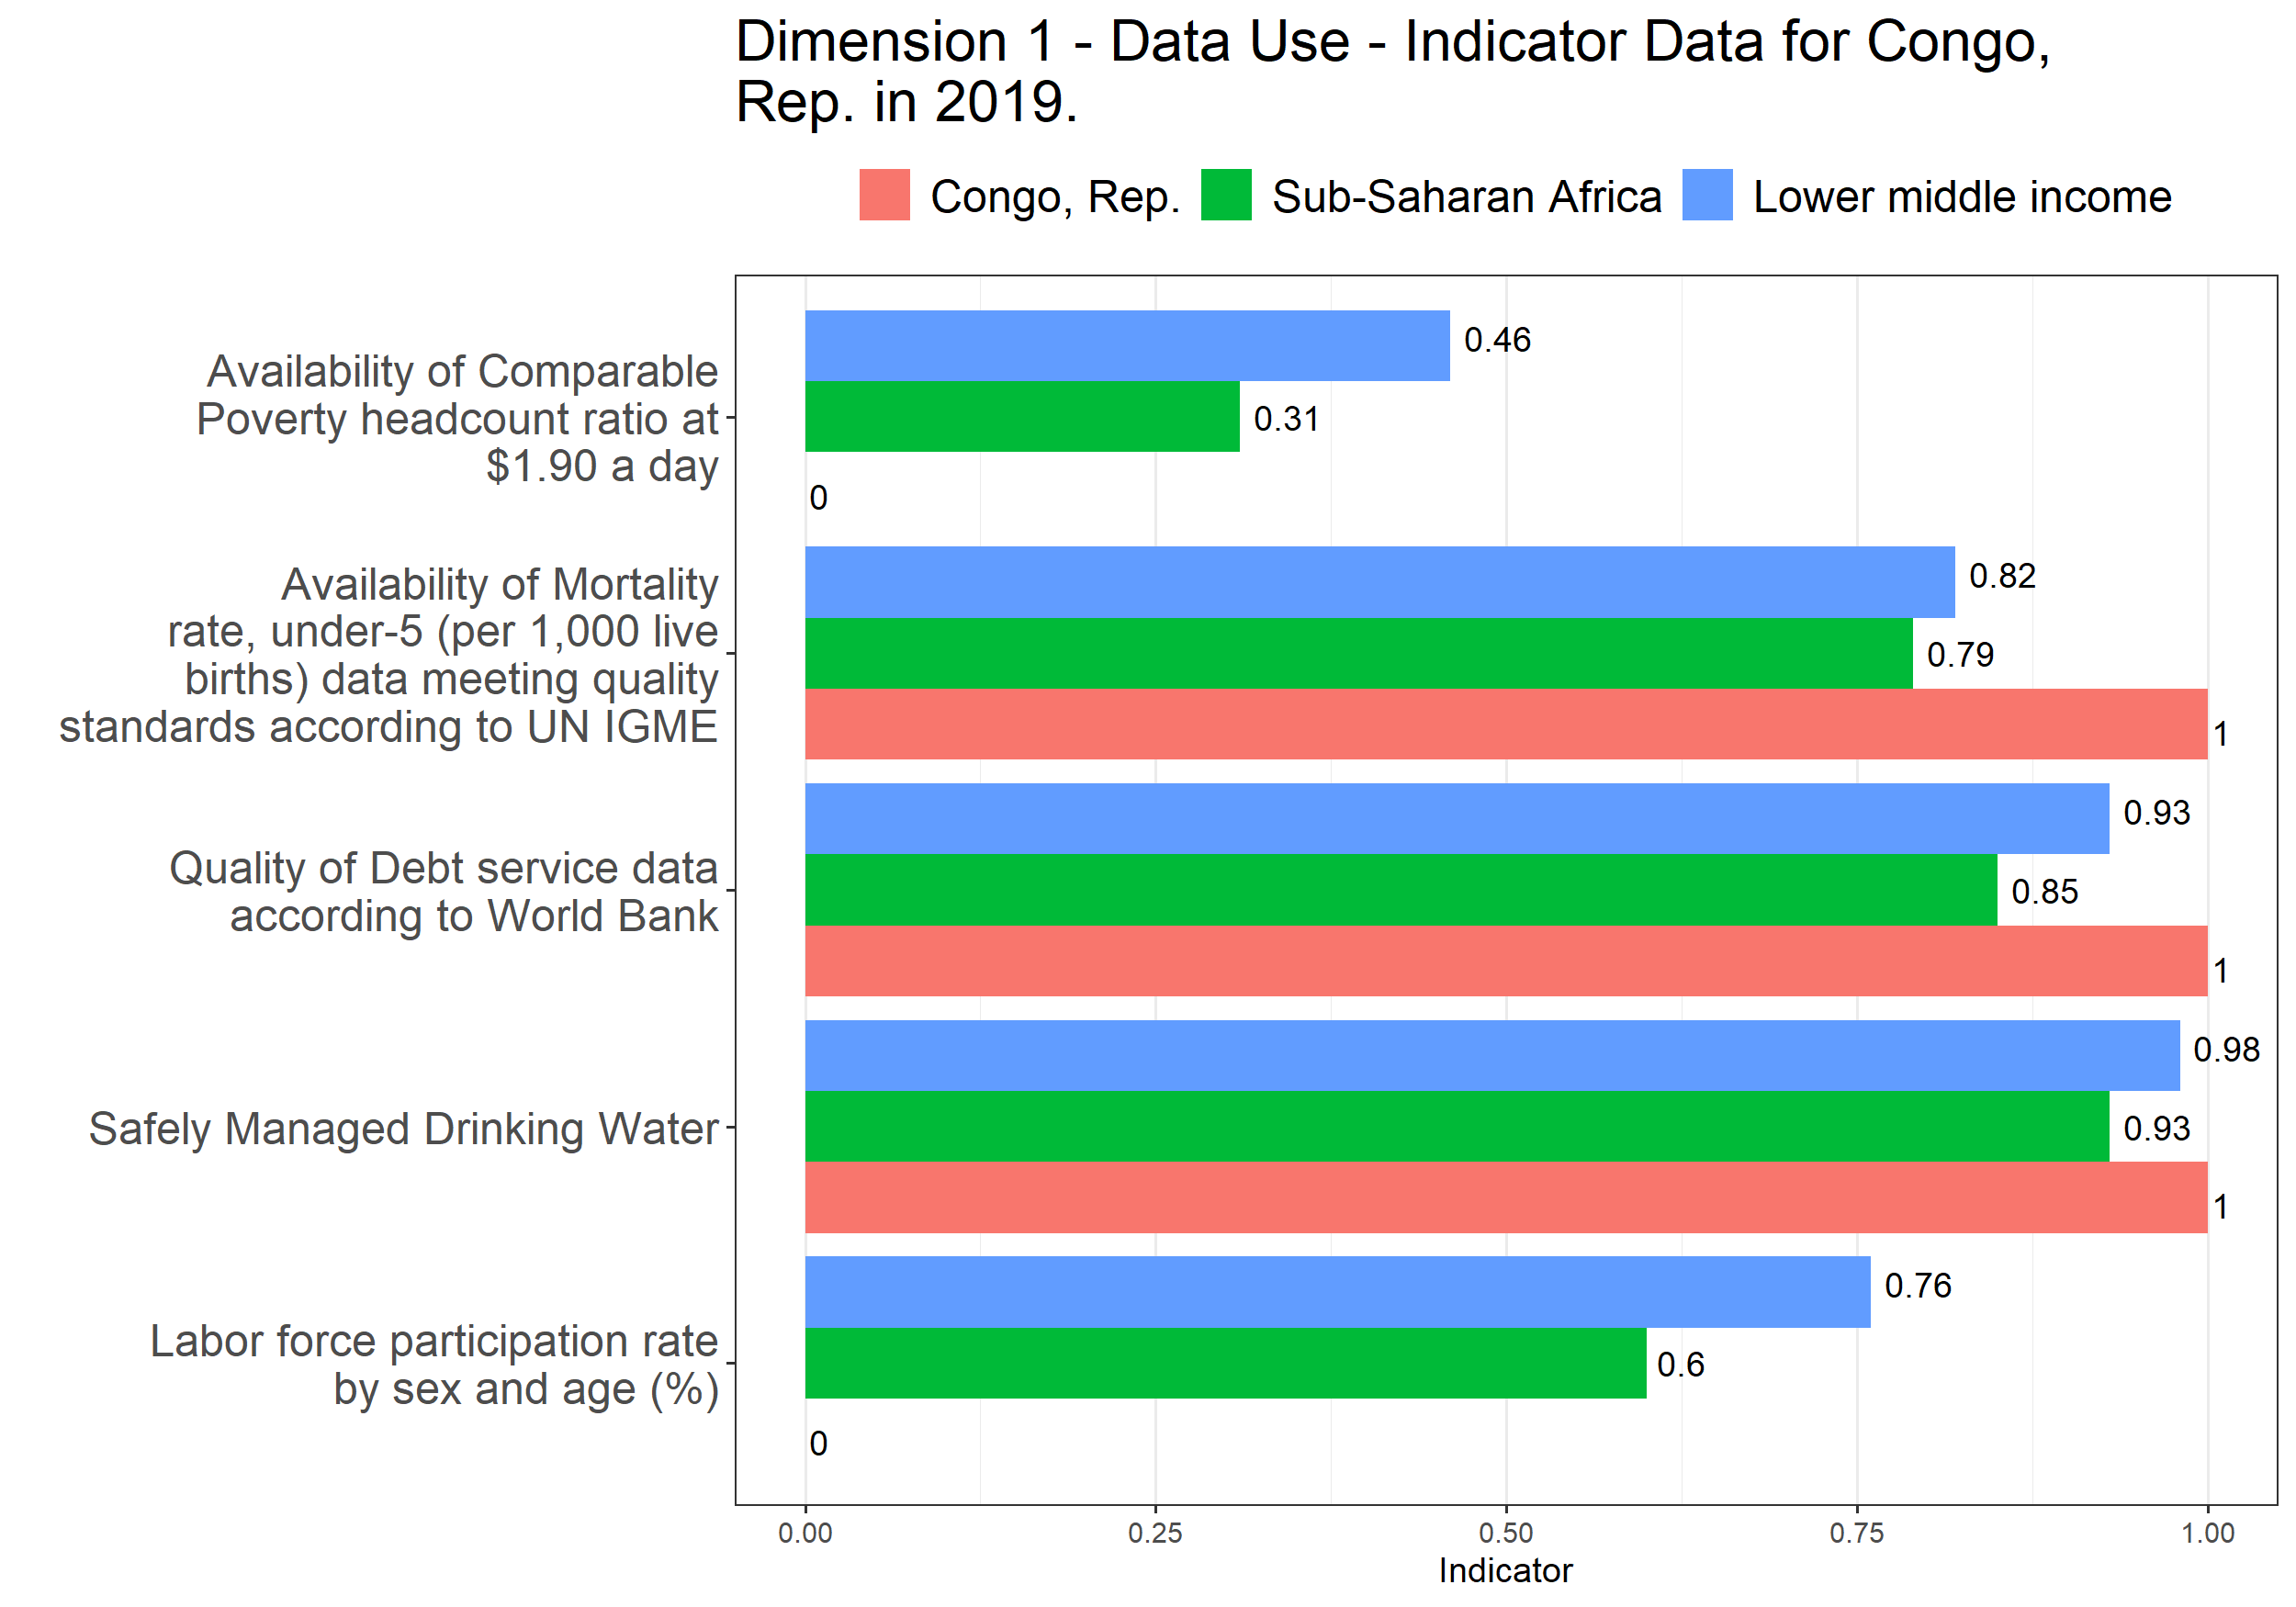 Dimension 1 - Data Use - Indicator Data for Congo,
Rep. in 2019.
Congo, Rep. Sub-Saharan Africa Lower middle income
Availability of Comparable
Poverty headcount ratio at
$1.90 a day
0.46
0.31
0
Availability of Mortality
rate, under-5 (per 1,000 live
births) data meeting quality
standards according to UN IGME
0.82
0.79
1
Quality of Debt service data
according to World Bank
0.93
0.85
1
Safely Managed Drinking Water
0.98
0.93
1
Labor force participation rate
by sex and age (%)
0.76
0.6
0
0.00 0.25 0.50 0.75 1.00
Indicator